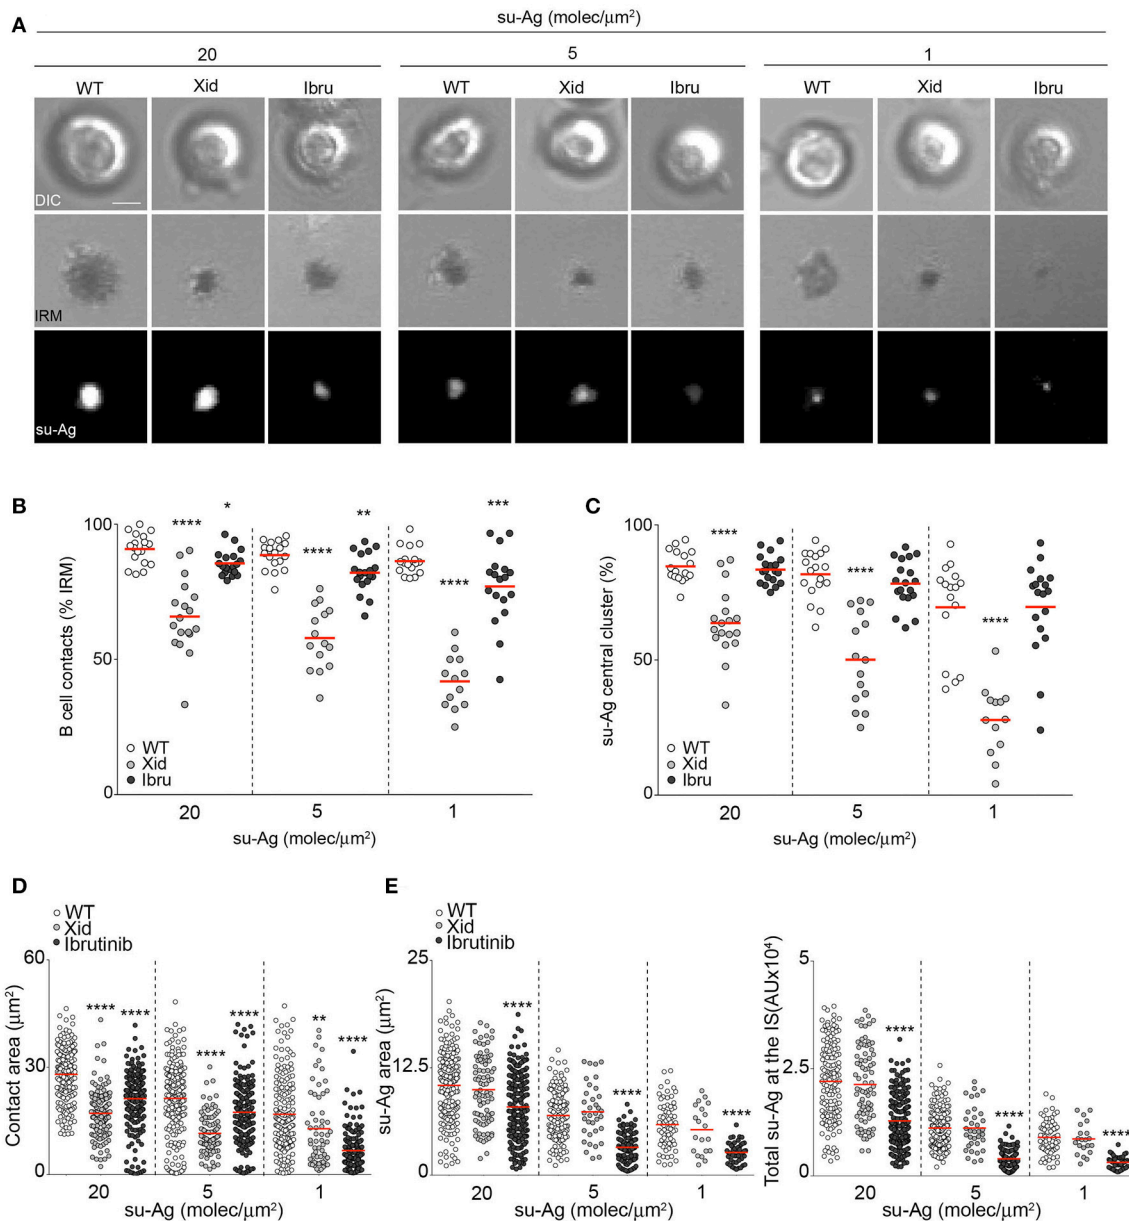 A
su-Ag (molec/μm²)
20 5 1
WT Xid Ibru WT Xid Ibru WT Xid Ibru
DIC
IRM
su-Ag
B
B cell contacts (% IRM)
100
50
0
**** *
**** **
**** ***
WT
Xid
Ibru
20 5 1
su-Ag (molec/μm²)
C
su-Ag central cluster (%)
100
50
0
****
****
****
WT
Xid
Ibru
20 5 1
su-Ag (molec/μm²)
D
WT
Xid
Ibrutinib
Contact area (μm²)
60
30
0
**** ****
**** ****
** ****
20 5 1
su-Ag (molec/μm²)
E
WT
Xid
Ibrutinib
su-Ag area (μm²)
25
12.5
0
****
****
****
20 5 1
su-Ag (molec/μm²)
Total su-Ag at the IS(AUx10⁴)
5
2.5
0
****
****
****
20 5 1
su-Ag (molec/μm²)